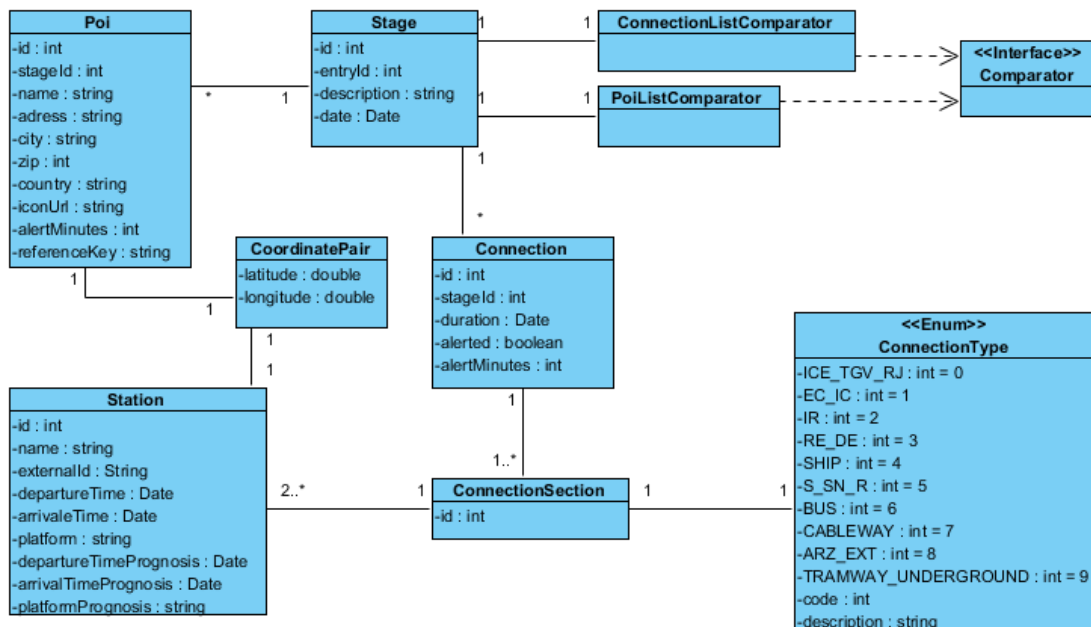 Poi
-id : int
-stageId : int
-name : string
-adress : string
-city : string
-zip : int
-country : string
-iconUrl : string
-alertMinutes : int
-referenceKey : string
*
1
Stage
-id : int
-entryId : int
-description : string
-date : Date
1
1
ConnectionListComparator
1
1
PoiListComparator
<<Interface>>
Comparator
1
*
1
1
CoordinatePair
-latitude : double
-longitude : double
1
1
Connection
-id : int
-stageId : int
-duration : Date
-alerted : boolean
-alertMinutes : int
1
1..*
Station
-id : int
-name : string
-externalId : String
-departureTime : Date
-arrivaleTime : Date
-platform : string
-departureTimePrognosis : Date
-arrivalTimePrognosis : Date
-platformPrognosis : string
2..*
1
ConnectionSection
-id : int
1
1
<<Enum>>
ConnectionType
-ICE_TGV_RJ : int = 0
-EC_IC : int = 1
-IR : int = 2
-RE_DE : int = 3
-SHIP : int = 4
-S_SN_R : int = 5
-BUS : int = 6
-CABLEWAY : int = 7
-ARZ_EXT : int = 8
-TRAMWAY_UNDERGROUND : int = 9
-code : int
-description : string